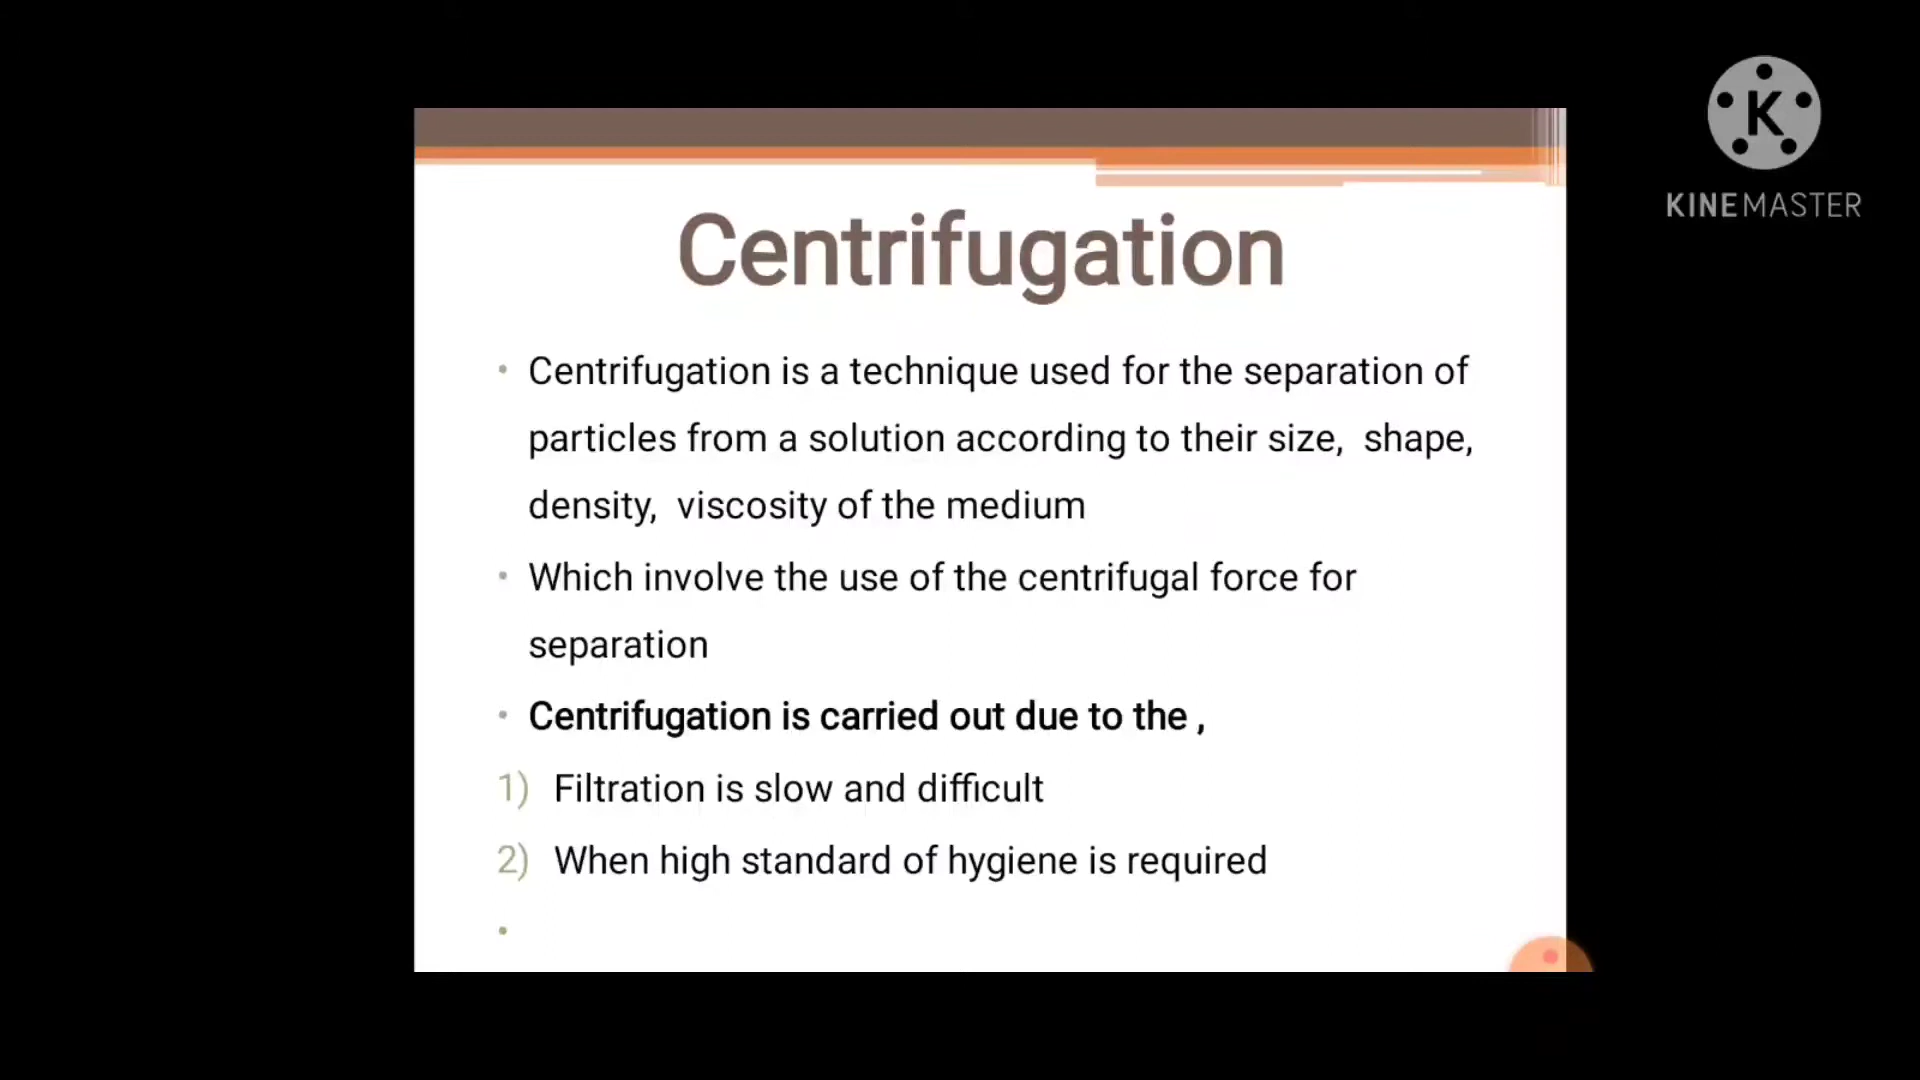 K
KINEMASTER
Centrifugation
• Centrifugation is a technique used for the separation of
particles from a solution according to their size, shape,
density, viscosity of the medium
• Which involve the use of the centrifugal force for
separation
• Centrifugation is carried out due to the ,
1) Filtration is slow and difficult
2) When high standard of hygiene is required
•